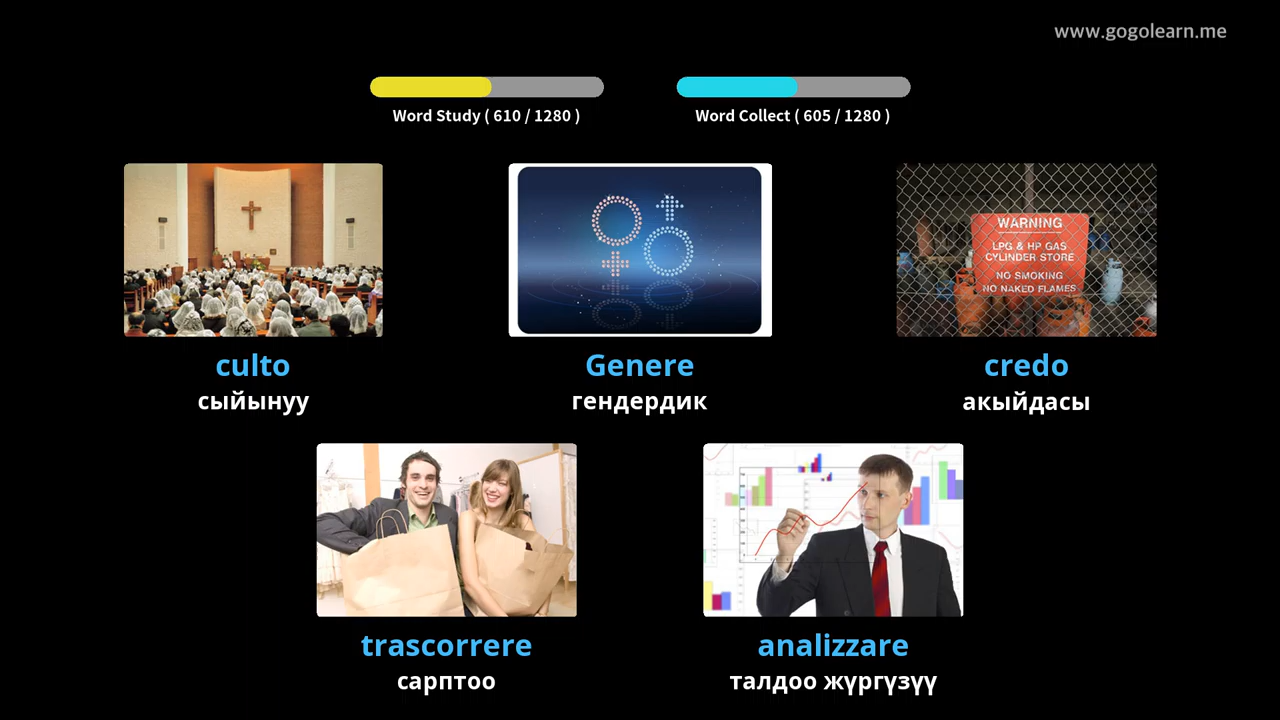 www.gogolearn.me
Word Study ( 610 / 1280 )
Word Collect ( 605 / 1280 )
WARNING
LPG & HP GAS
CYLINDER STORE
NO SMOKING
NO NAKED FLAMES
culto
сыйынуу
Genere
гендердик
credo
акыйдасы
trascorrere
сарптоо
analizzare
талдоо жүргүзүү